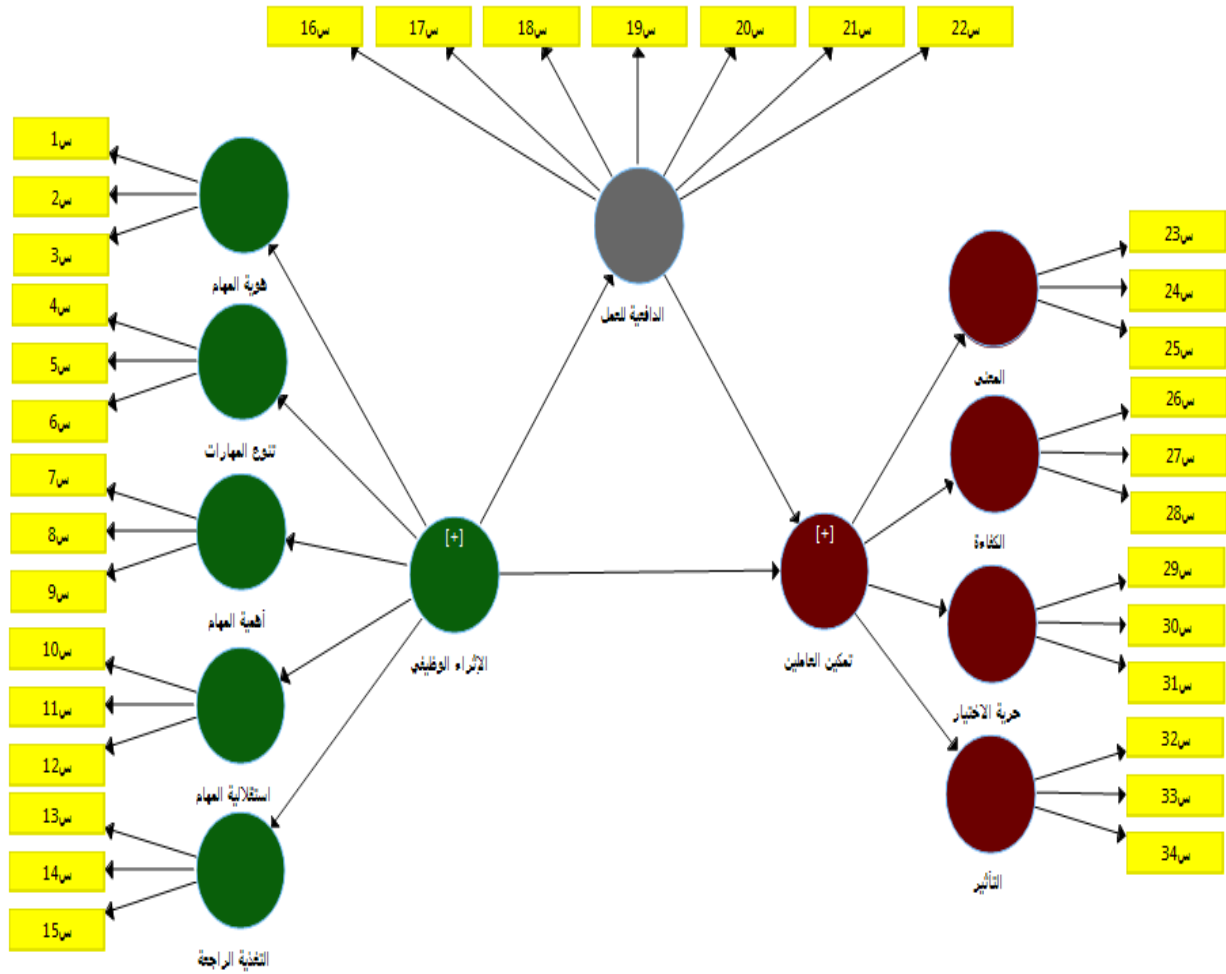 س16
س17
س18
س19
س20
س21
س22
س1
س2
س3
هوية المهام
س4
س5
س6
تنوع المهارات
س7
س8
س9
أهمية المهام
س10
س11
س12
استقلالية المهام
س13
س14
س15
التغذية الراجعة
[+]
الإثراء الوظيفي
الدافعية للعمل
[+]
تمكين العاملين
س23
س24
س25
المعنى
س26
س27
س28
الكفاءة
س29
س30
س31
حرية الاختيار
س32
س33
س34
التأثير